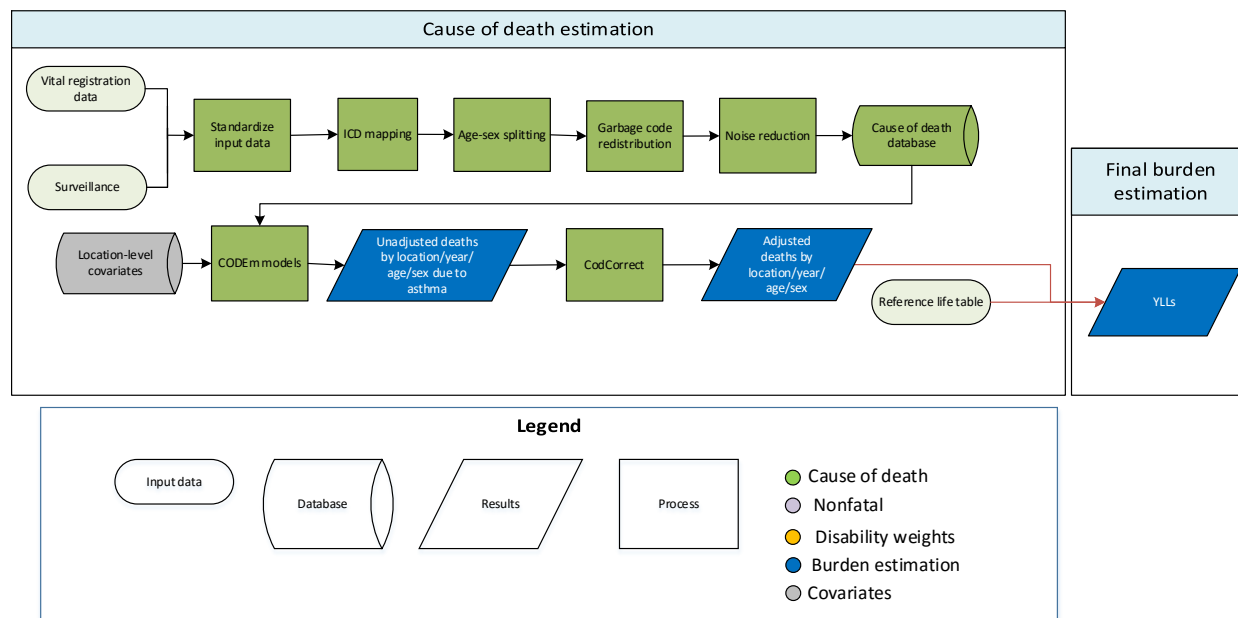 Cause of death estimation
Vital registration
data
Surveillance
Standardize
input data
ICD mapping
Age-sex splitting
Garbage code
redistribution
Noise reduction
Cause of death
database
Final burden
estimation
Location-level
covariates
CODEm models
Unadjusted deaths
by location/year/
age/sex due to
asthma
CodCorrect
Adjusted
deaths by
location/year/
age/sex
Reference life table
YLLs
Legend
Input data
Database
Results
Process
Cause of death
Nonfatal
Disability weights
Burden estimation
Covariates